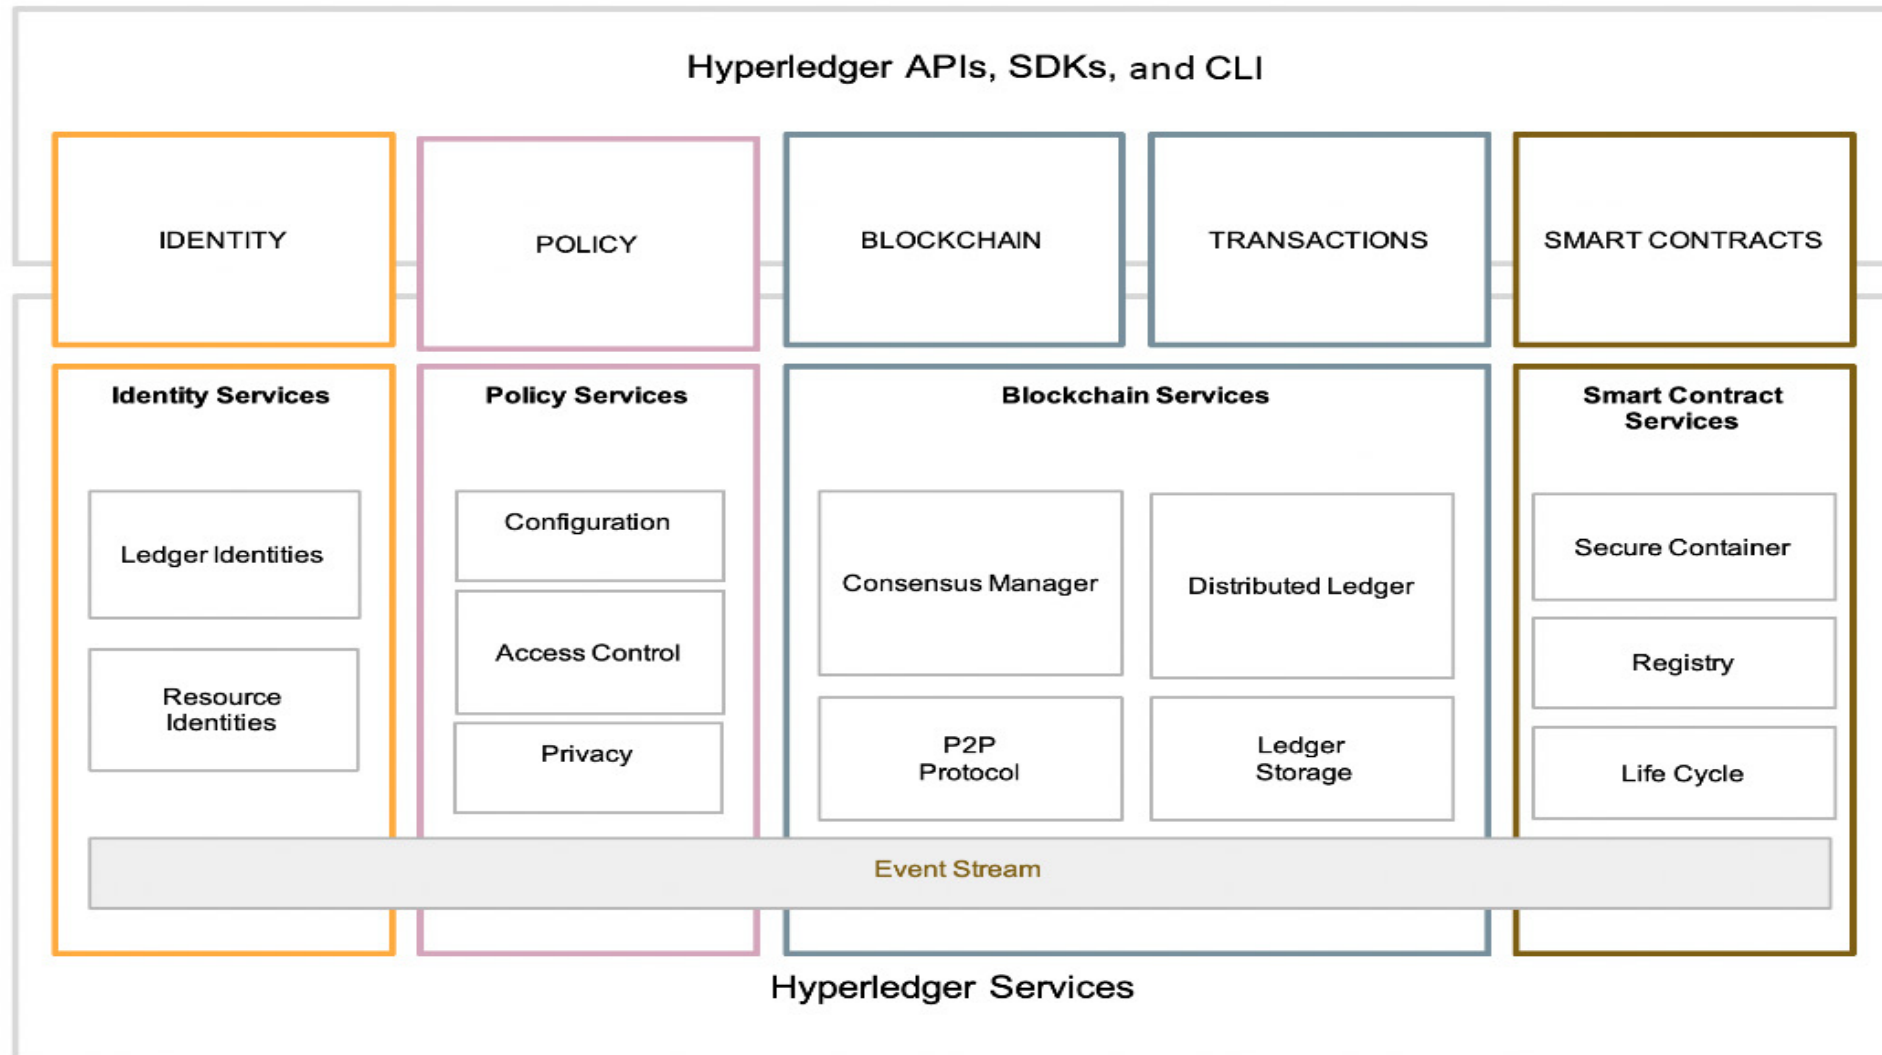 Hyperledger APIs, SDKs, and CLI
IDENTITY
POLICY
BLOCKCHAIN
TRANSACTIONS
SMART CONTRACTS
Identity Services
Ledger Identities
Resource
Identities
Policy Services
Configuration
Access Control
Privacy
Blockchain Services
Consensus Manager
Distributed Ledger
P2P
Protocol
Ledger
Storage
Smart Contract
Services
Secure Container
Registry
Life Cycle
Event Stream
Hyperledger Services